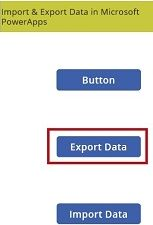 Import & Export Data in Microsoft
PowerApps
Button
Export Data
Import Data